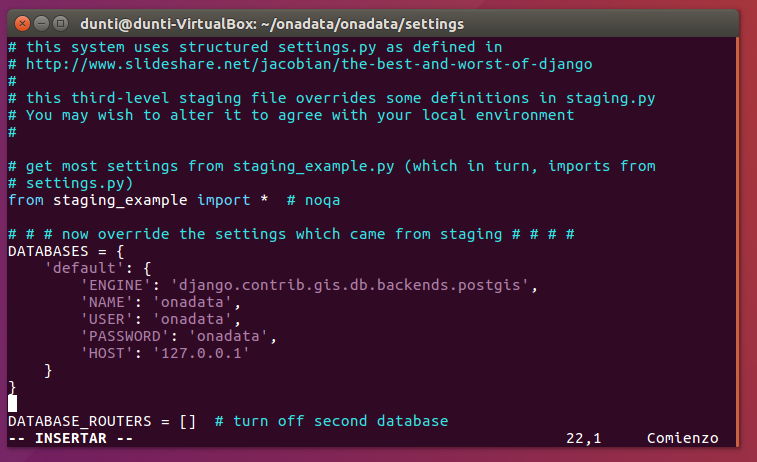 dunti@dunti-VirtualBox: ~/onadata/onadata/settings
# this system uses structured settings.py as defined in
# http://www.slideshare.net/jacobian/the-best-and-worst-of-django
#
# this third-level staging file overrides some definitions in staging.py
# You may wish to alter it to agree with your local environment
#
# get most settings from staging_example.py (which in turn, imports from
# settings.py)
from staging_example import *  # noqa
# # # now override the settings which came from staging # # # #
DATABASES = {
    'default': {
        'ENGINE': 'django.contrib.gis.db.backends.postgis',
        'NAME': 'onadata',
        'USER': 'onadata',
        'PASSWORD': 'onadata',
        'HOST': '127.0.0.1'
    }
}
DATABASE_ROUTERS = []  # turn off second database
-- INSERTAR --                                                22,1     Comienzo